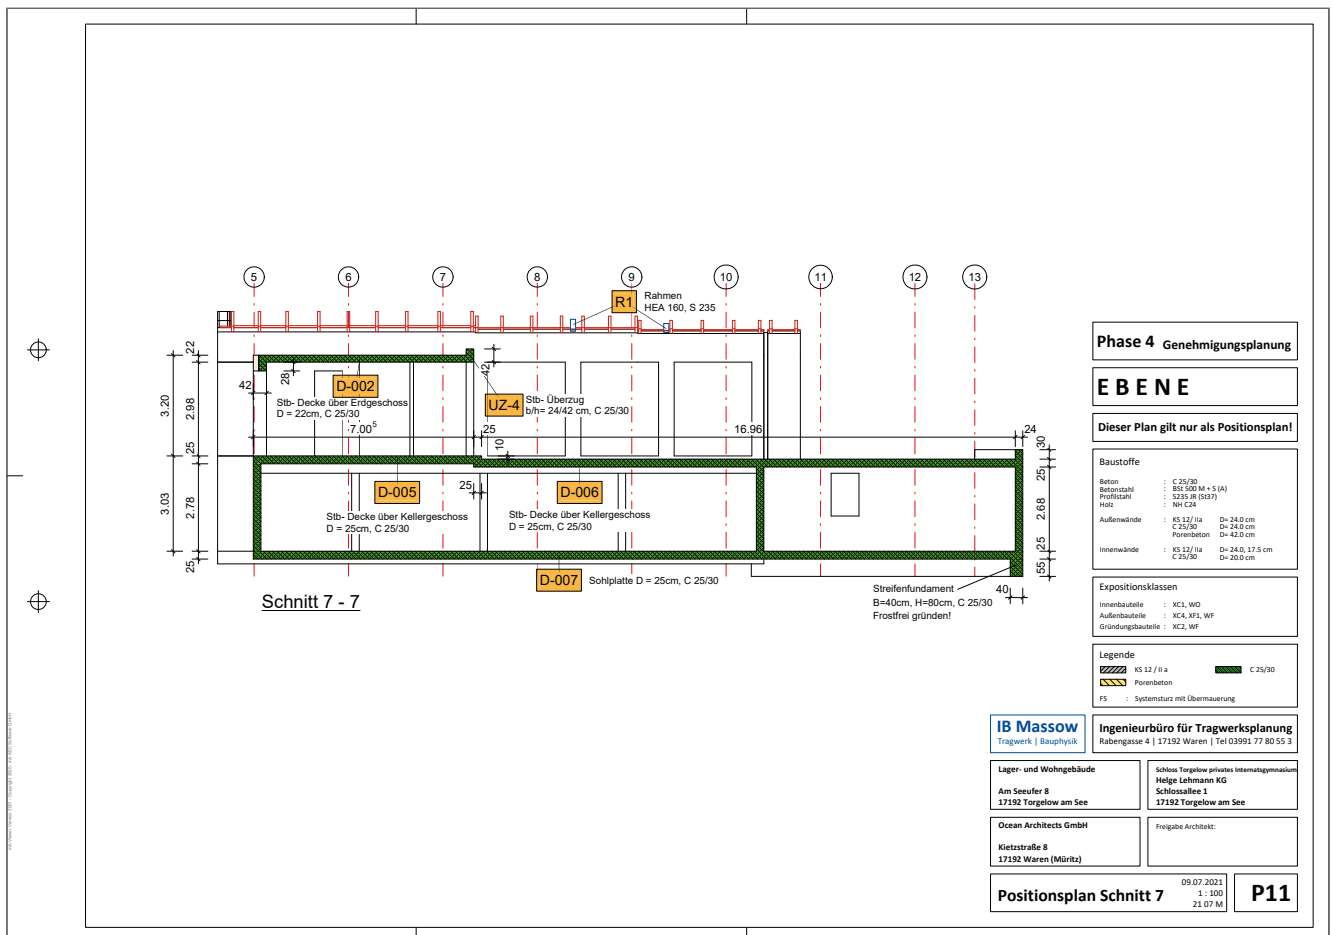 5
6
7
8
9
10
11
12
13
R1
Rahmen
HEA 160, S 235
22
3.20
2.98
25
3.03
2.78
25
42
28
D-002
Stb- Decke über Erdgeschoss
D = 22cm, C 25/30
42
UZ-4
Stb- Überzug
b/h= 24/42 cm, C 25/30
7.00⁵
25
10
16.96
24
30
25
2.68
25
55
D-005
25
D-006
Stb- Decke über Kellergeschoss
D = 25cm, C 25/30
Stb- Decke über Kellergeschoss
D = 25cm, C 25/30
D-007
Sohlplatte D = 25cm, C 25/30
Streifenfundament
B=40cm, H=80cm, C 25/30
Frostfrei gründen!
40
Schnitt 7 - 7
Phase 4 Genehmigungsplanung
EBENE
Dieser Plan gilt nur als Positionsplan!
Baustoffe
Beton : C 25/30
Betonstahl : BSt 500 M + S (A)
Profilstahl : S235 JR (St37)
Holz : NH C24
Außenwände : KS 12/ IIa D= 24.0 cm
C 25/30 D= 24.0 cm
Porenbeton D= 42.0 cm
Innenwände : KS 12/ IIa D= 24.0, 17.5 cm
C 25/30 D= 20.0 cm
Expositionsklassen
Innenbauteile : XC1, WO
Außenbauteile : XC4, XF1, WF
Gründungsbauteile : XC2, WF
Legende
KS 12 / II a
C 25/30
Porenbeton
FS : Systemsturz mit Übermauerung
IB Massow
Tragwerk | Bauphysik
Ingenieurbüro für Tragwerksplanung
Rabengasse 4 | 17192 Waren | Tel 03991 77 80 55 3
Lager- und Wohngebäude
Am Seeufer 8
17192 Torgelow am See
Schloss Torgelow privates Internatsgymnasium
Helge Lehmann KG
Schlossallee 1
17192 Torgelow am See
Ocean Architects GmbH
Kietzstraße 8
17192 Waren (Müritz)
Freigabe Architekt:
Positionsplan Schnitt 7
09.07.2021
1 : 100
21 07 M
P11